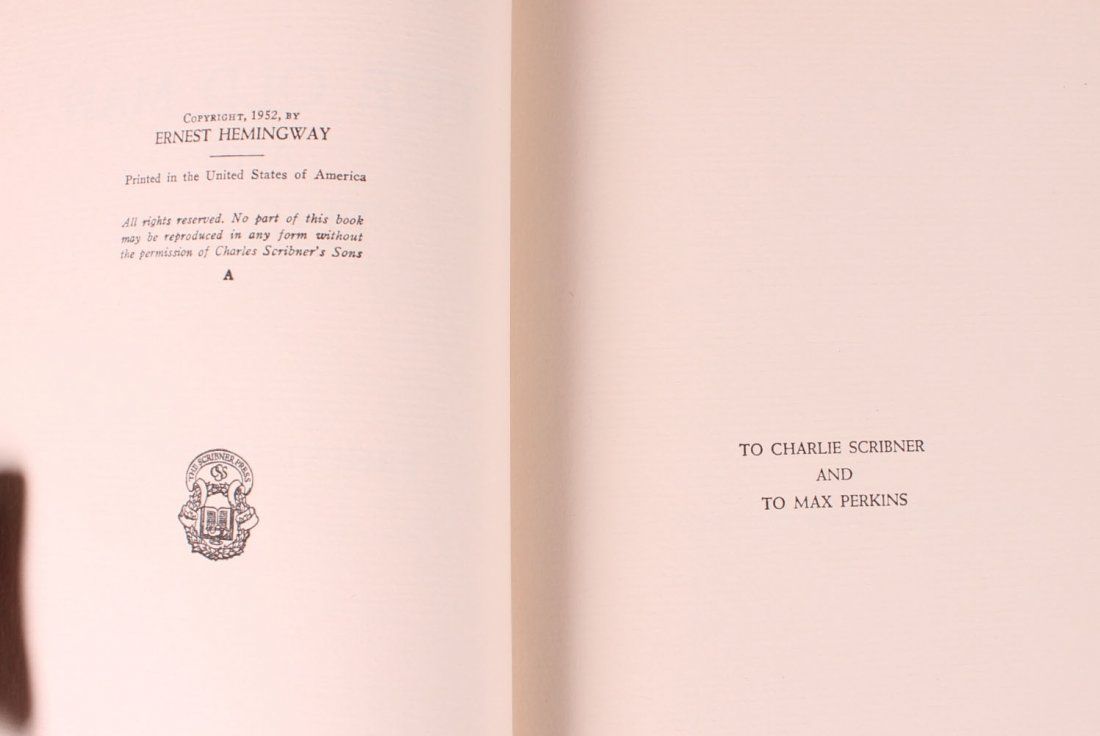 COPYRIGHT, 1952, BY
ERNEST HEMINGWAY
Printed in the United States of America
All rights reserved. No part of this book
may be reproduced in any form without
the permission of Charles Scribner's Sons
A
THE SCRIBNER PRESS
CSS
TO CHARLIE SCRIBNER
AND
TO MAX PERKINS